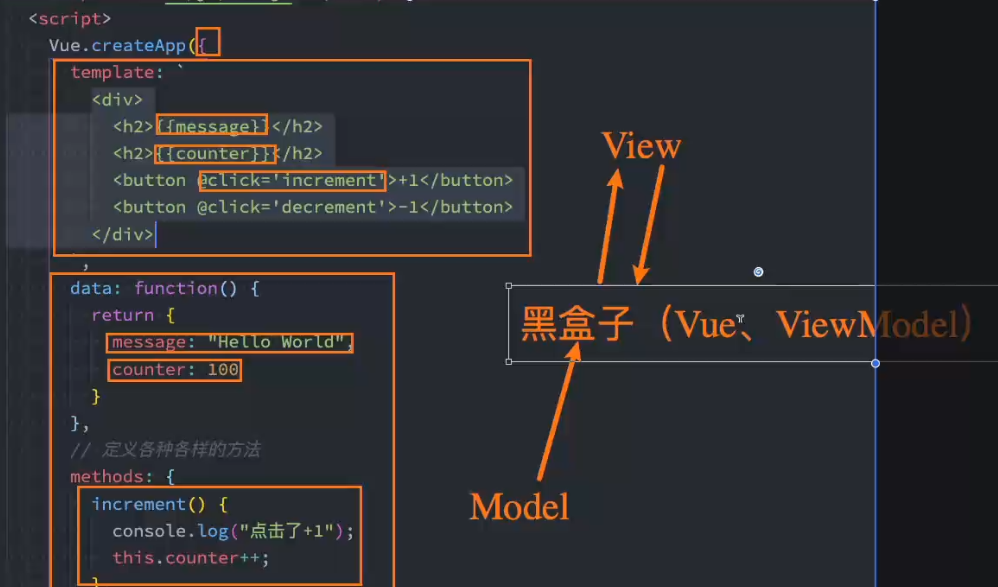 <script>
Vue.createApp({
template: `
<div>
<h2>{{message}}</h2>
<h2>{{counter}}</h2>
<button @click='increment'>+1</button>
<button @click='decrement'>-1</button>
</div>
`,
data: function() {
return {
message: "Hello World",
counter: 100
}
},
// 定义各种各样的方法
methods: {
increment() {
console.log("点击了+1");
this.counter++;
}
View
黑盒子（Vue、ViewModel）
Model